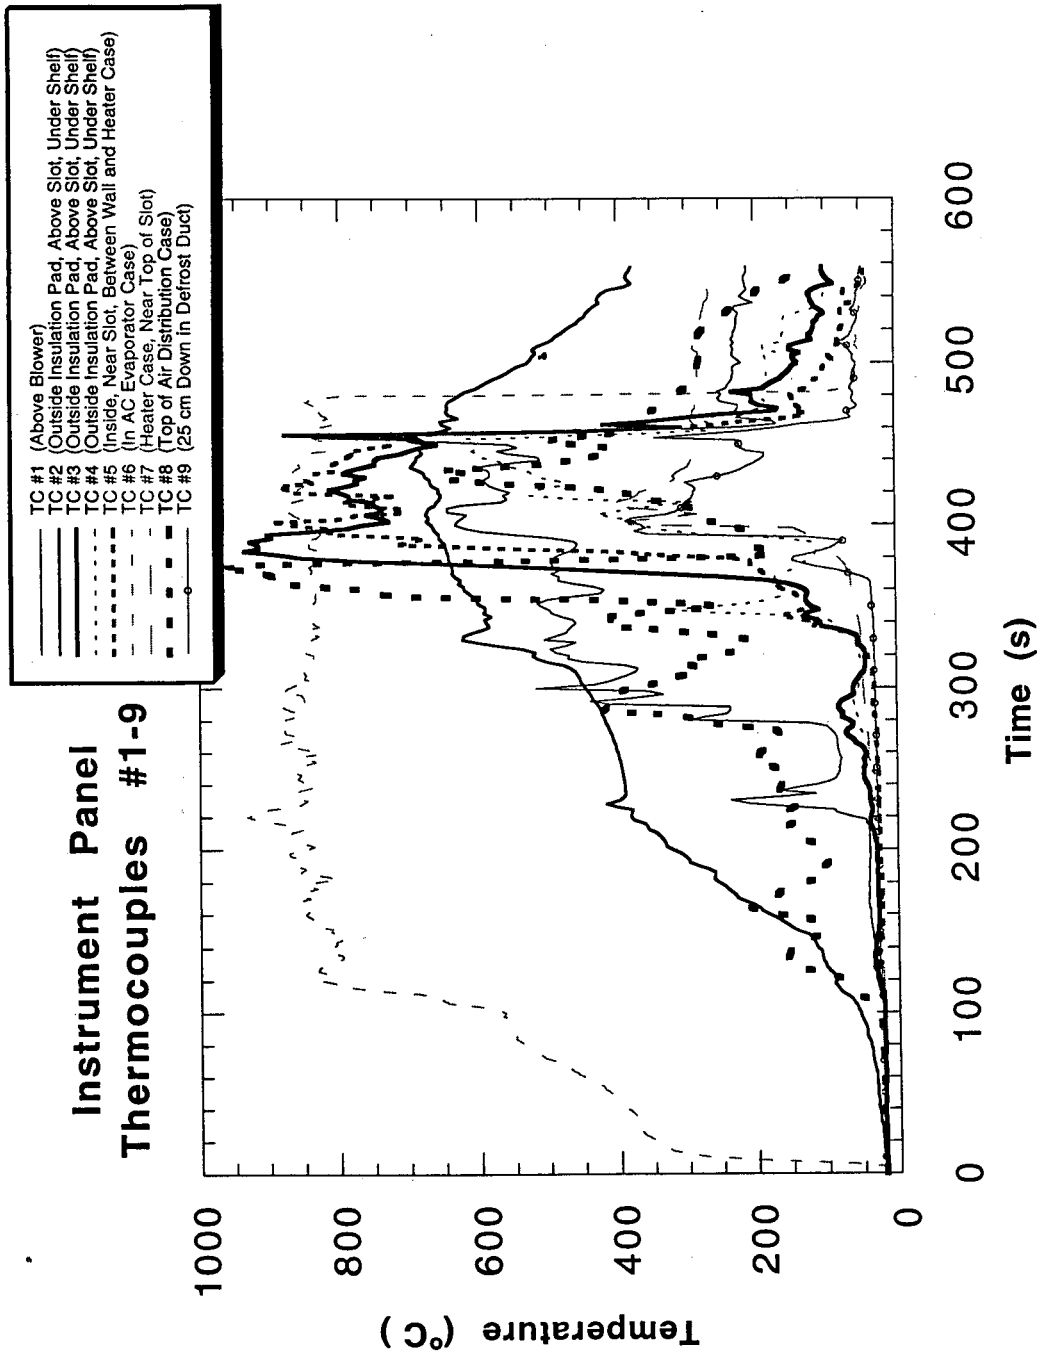 Instrument Panel
Thermocouples #1-9
TC #1 (Above Blower)
TC #2 (Outside Insulation Pad, Above Slot, Under Shelf)
TC #3 (Outside Insulation Pad, Above Slot, Under Shelf)
TC #4 (Outside Insulation Pad, Above Slot, Under Shelf)
TC #5 (Inside, Near Slot, Between Wall and Heater Case)
TC #6 (In AC Evaporator Case)
TC #7 (Heater Case, Near Top of Slot)
TC #8 (Top of Air Distribution Case)
TC #9 (25 cm Down in Defrost Duct)
Temperature (°C)
1000
800
600
400
200
0
0
100
200
300
400
500
600
Time (s)